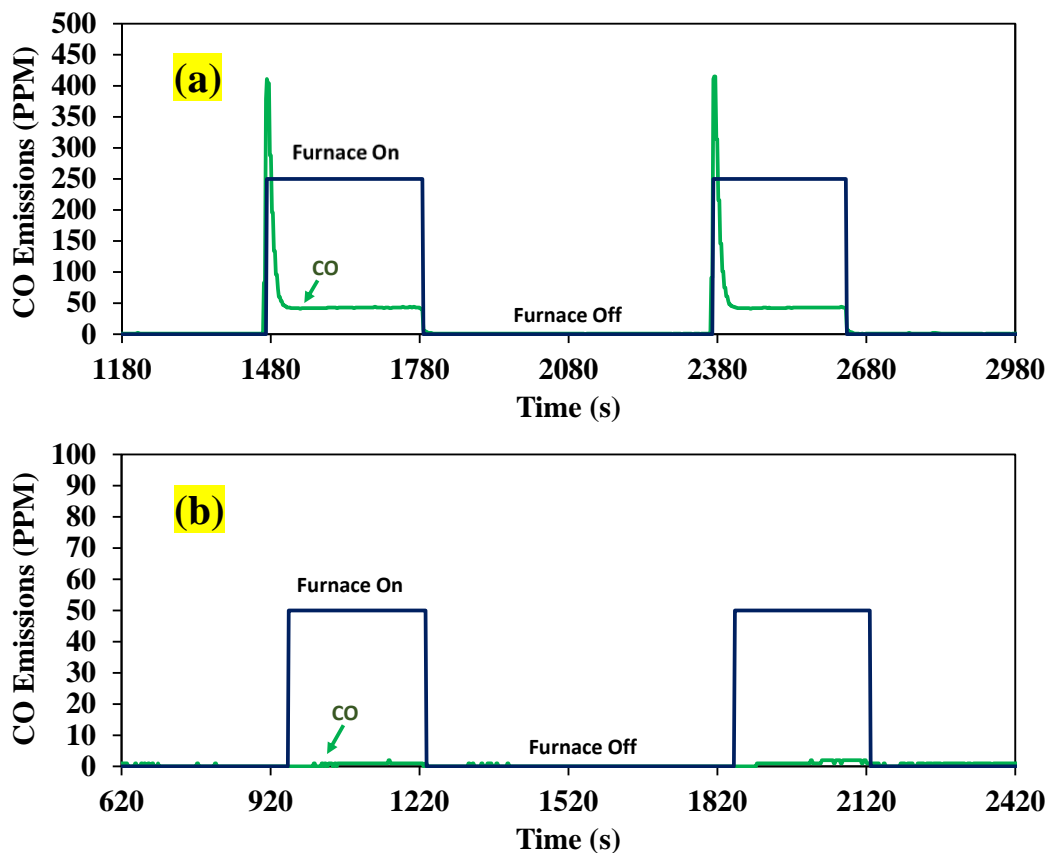 CO Emissions (PPM)
500
450
400
350
300
250
200
150
100
50
0
(a)
Furnace On
CO
Furnace Off
1180 1480 1780 2080 2380 2680 2980
Time (s)
CO Emissions (PPM)
100
90
80
70
60
50
40
30
20
10
0
(b)
Furnace On
CO
Furnace Off
620 920 1220 1520 1820 2120 2420
Time (s)